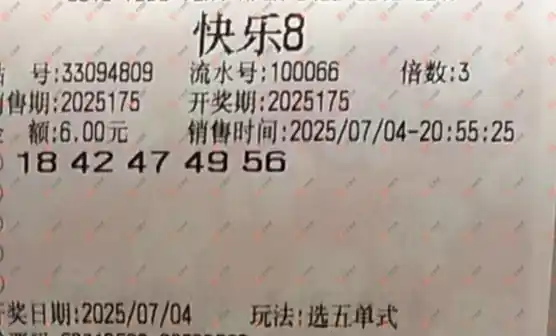 快乐8
号:33094809 流水号:100066 倍数:3
售期:2025175 开奖期:2025175
额:6.00元 销售时间:2025/07/04-20:55:25
18 42 47 49 56
奖日期:2025/07/04 玩法:选五单式